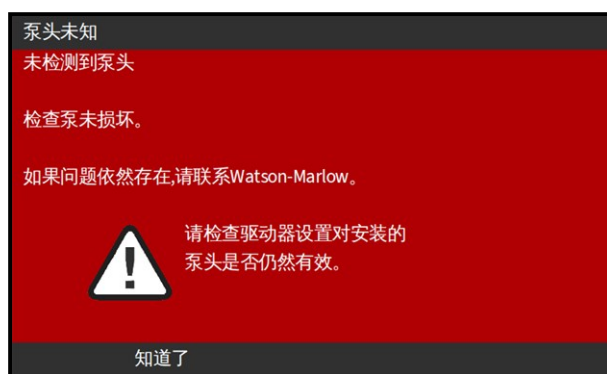 泵头未知
未检测到泵头
检查泵未损坏。
如果问题依然存在,请联系Watson-Marlow。
请检查驱动器设置对安装的
泵头是否仍然有效。
知道了